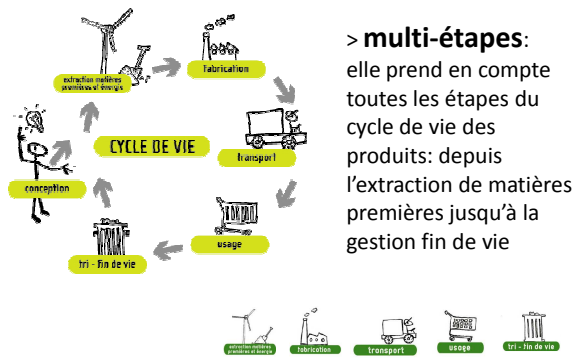 extraction matières
premières et énergie
fabrication
CYCLE DE VIE
transport
conception
usage
tri - fin de vie
> multi-étapes:
elle prend en compte
toutes les étapes du
cycle de vie des
produits: depuis
l’extraction de matières
premières jusqu’à la
gestion fin de vie
extraction matières
premières et énergie
fabrication
transport
usage
tri - fin de vie